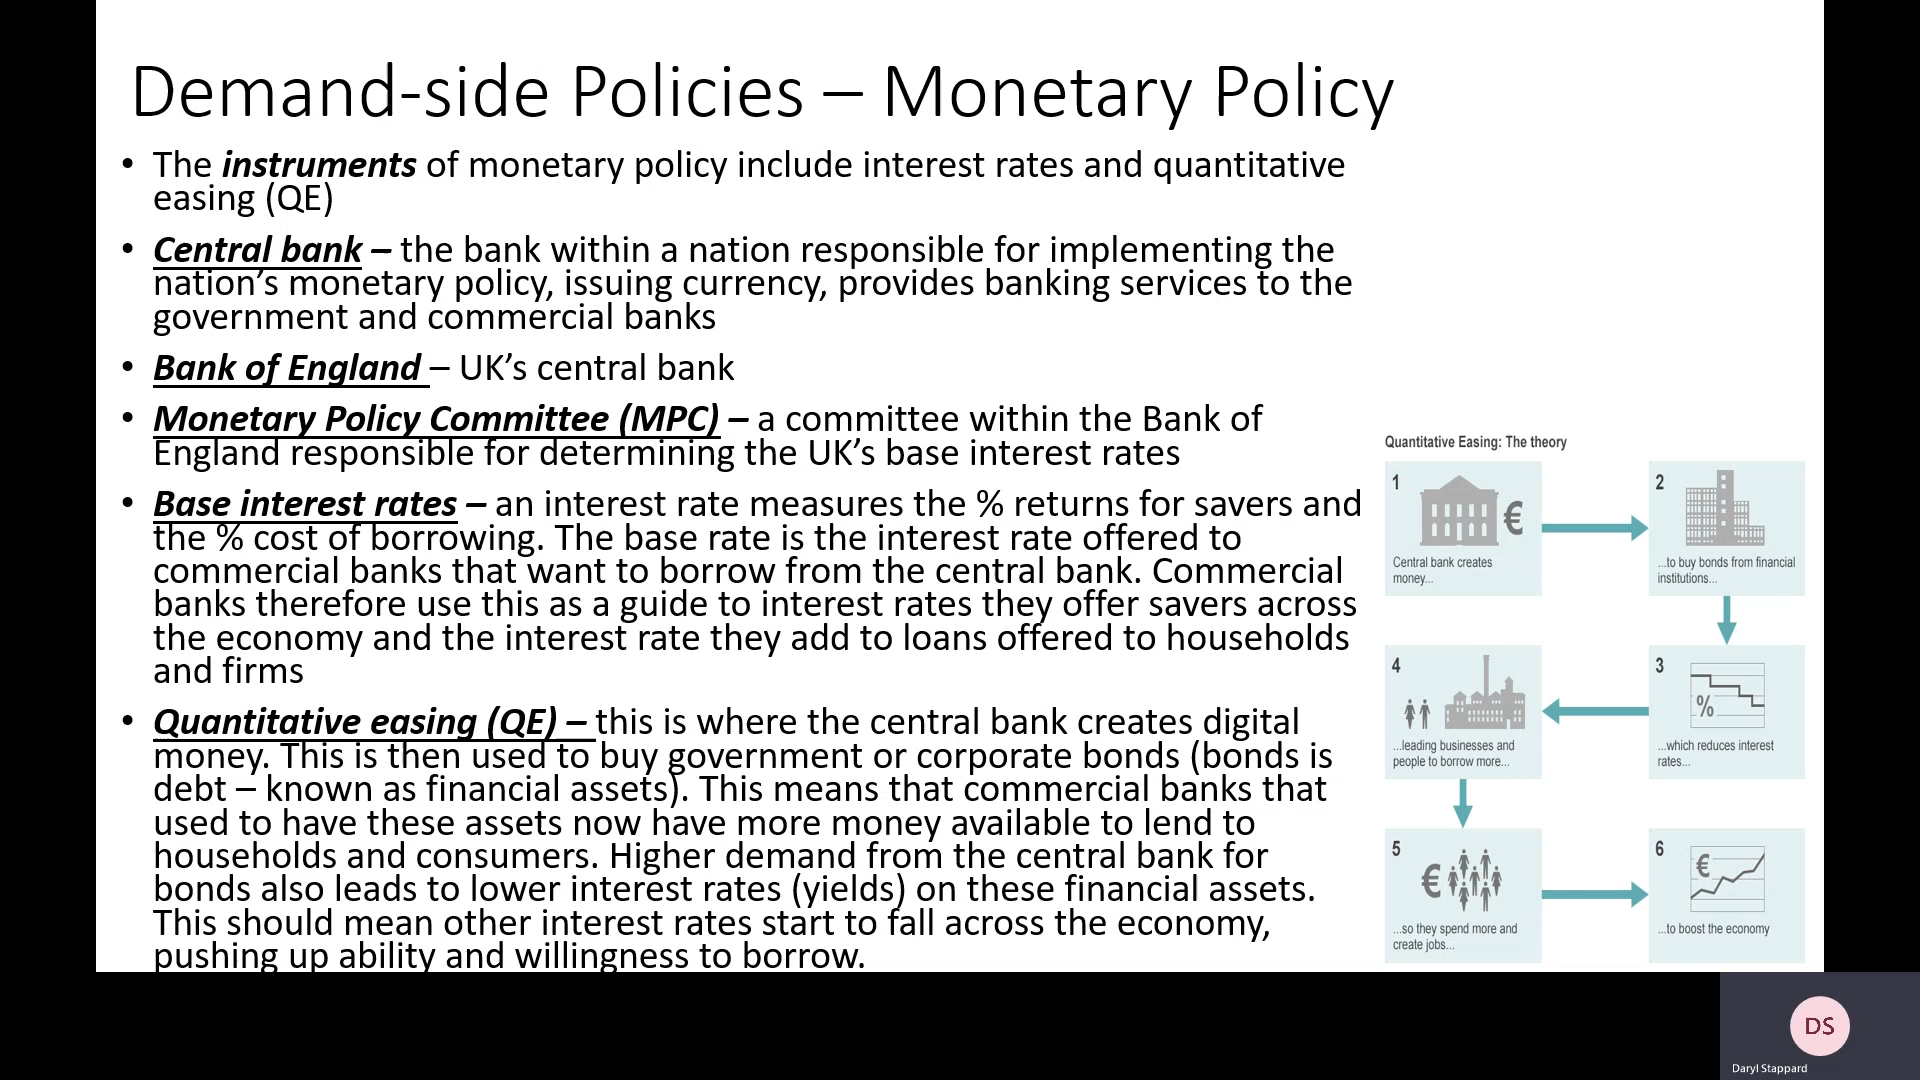 Demand-side Policies – Monetary Policy
• The instruments of monetary policy include interest rates and quantitative
easing (QE)
• Central bank – the bank within a nation responsible for implementing the
nation's monetary policy, issuing currency, provides banking services to the
government and commercial banks
• Bank of England – UK's central bank
• Monetary Policy Committee (MPC) – a committee within the Bank of
England responsible for determining the UK's base interest rates
• Base interest rates – an interest rate measures the % returns for savers and
the % cost of borrowing. The base rate is the interest rate offered to
commercial banks that want to borrow from the central bank. Commercial
banks therefore use this as a guide to interest rates they offer savers across
the economy and the interest rate they add to loans offered to households
and firms
• Quantitative easing (QE) – this is where the central bank creates digital
money. This is then used to buy government or corporate bonds (bonds is
debt – known as financial assets). This means that commercial banks that
used to have these assets now have more money available to lend to
households and consumers. Higher demand from the central bank for
bonds also leads to lower interest rates (yields) on these financial assets.
This should mean other interest rates start to fall across the economy,
pushing up ability and willingness to borrow.
Quantitative Easing: The theory
1
€
Central bank creates
money...
2
...to buy bonds from financial
institutions...
3
%
...which reduces interest
rates...
4
...leading businesses and
people to borrow more...
5
€
...so they spend more and
create jobs...
6
€
...to boost the economy
DS
Daryl Stappard